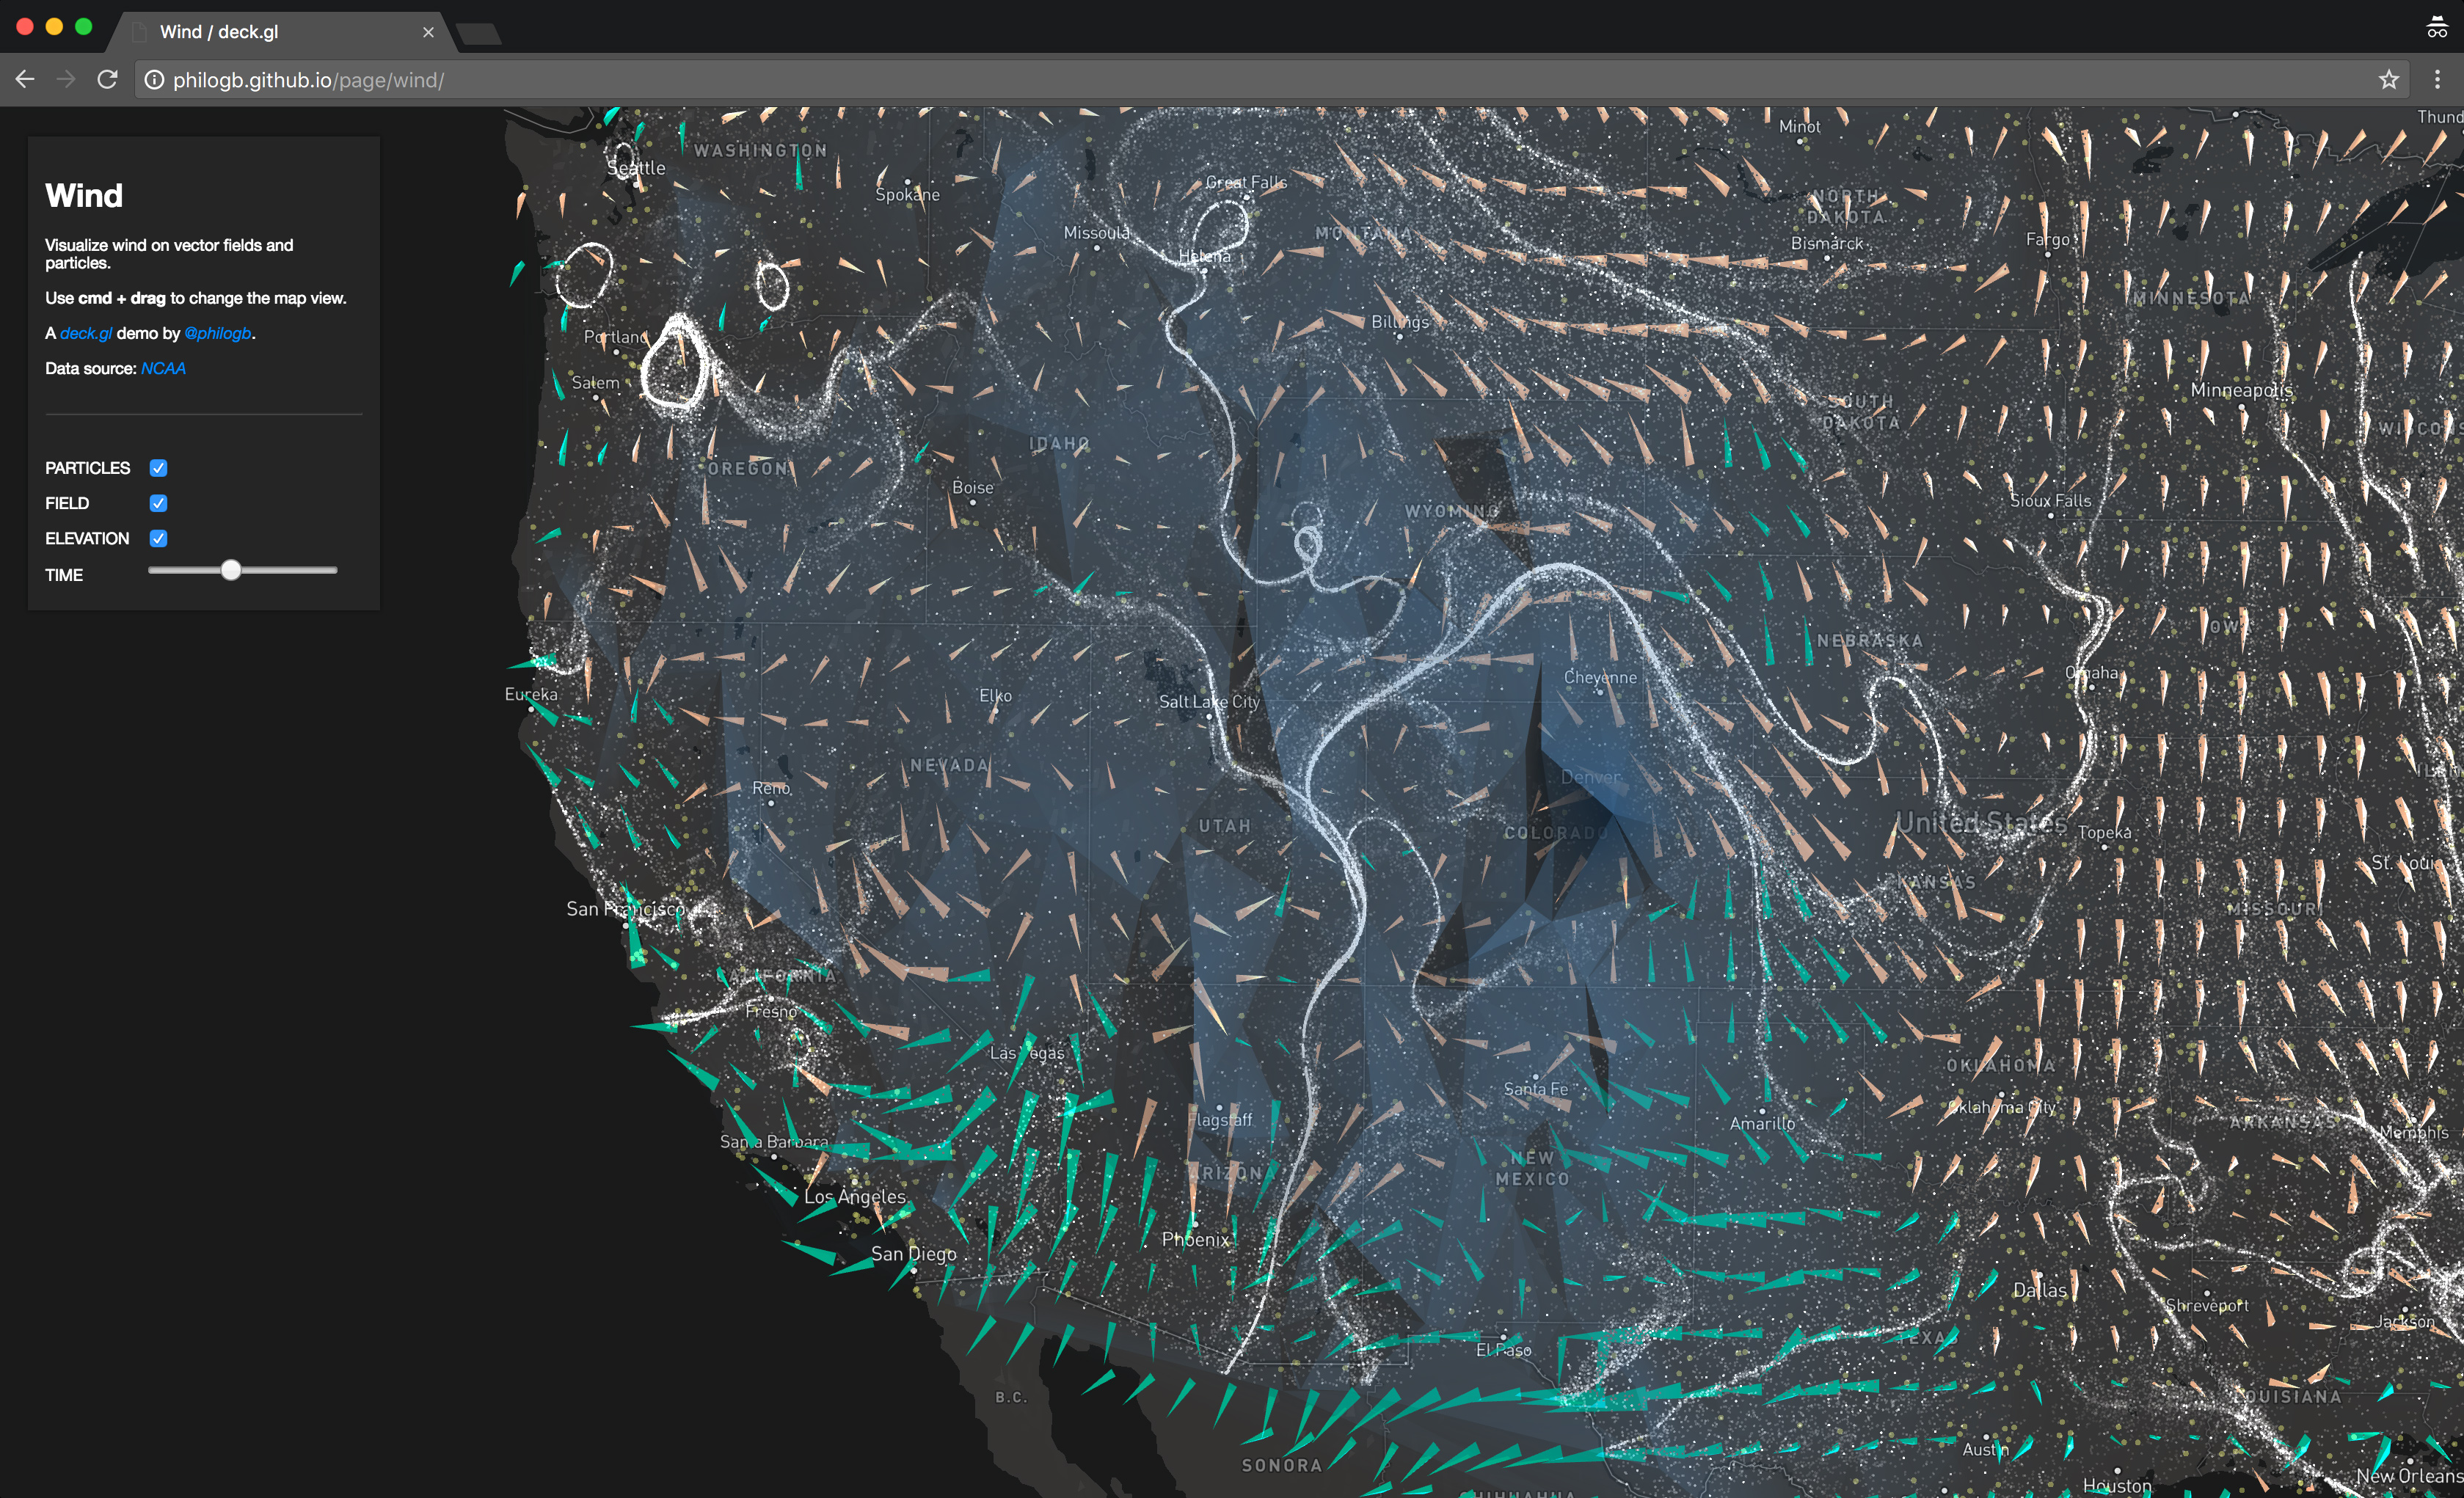 Wind / deck.gl
philogb.github.io/page/wind/
Wind
Visualize wind on vector fields and
particles.
Use cmd + drag to change the map view.
A deck.gl demo by @philogb.
Data source: NCAA
PARTICLES
FIELD
ELEVATION
TIME
Thund
Minot
WASHINGTON
Seattle
Spokane
Great Falls
NORTH
DAKOTA
Missoula
MONTANA
Bismarck
Fargo
Helena
MINNESOTA
Billings
Portland
Salem
Minneapolis
SOUTH
DAKOTA
WISCONS
IDAHO
OREGON
Boise
Sioux Falls
WYOMING
IOW
NEBRASKA
Omaha
Cheyenne
Eureka
Elko
Salt Lake City
NEVADA
Denver
ILL
Reno
UTAH
COLORADO
United States
Topeka
St. Loui
KANSAS
San Francisco
MISSOURI
CALIFORNIA
Fresno
Las Vegas
OKLAHOMA
Santa Fe
Oklahoma City
Flagstaff
Amarillo
ARKANSAS
Memphis
Santa Barbara
NEW
MEXICO
ARIZONA
Los Angeles
Phoenix
San Diego
Dallas
Shreveport
Jackson
El Paso
TEXAS
B.C.
LOUISIANA
Austin
SONORA
New Orleans
Houston
CHIHUAHUA